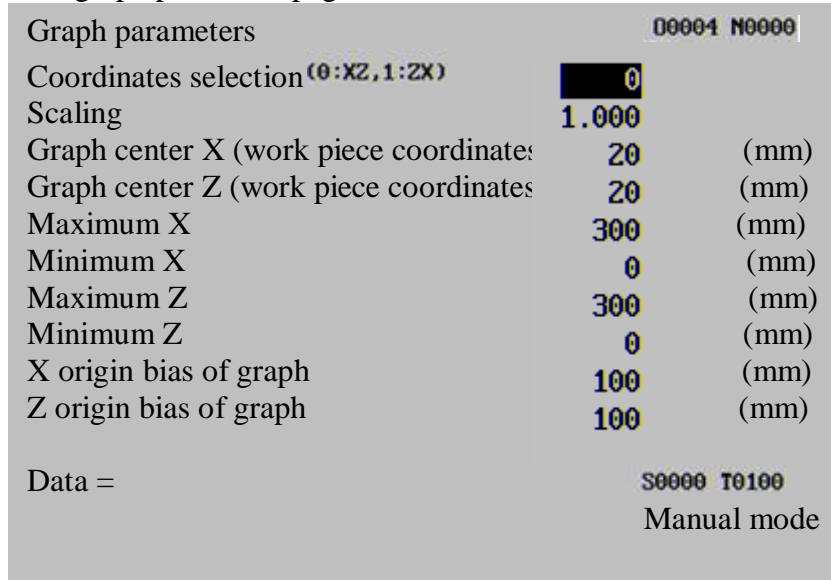 Graph parameters O0004 N0000
Coordinates selection(0:XZ,1:ZX) 0
Scaling 1.000
Graph center X (work piece coordinates 20 (mm)
Graph center Z (work piece coordinates 20 (mm)
Maximum X 300 (mm)
Minimum X 0 (mm)
Maximum Z 300 (mm)
Minimum Z 0 (mm)
X origin bias of graph 100 (mm)
Z origin bias of graph 100 (mm)
Data = S0000 T0100
Manual mode